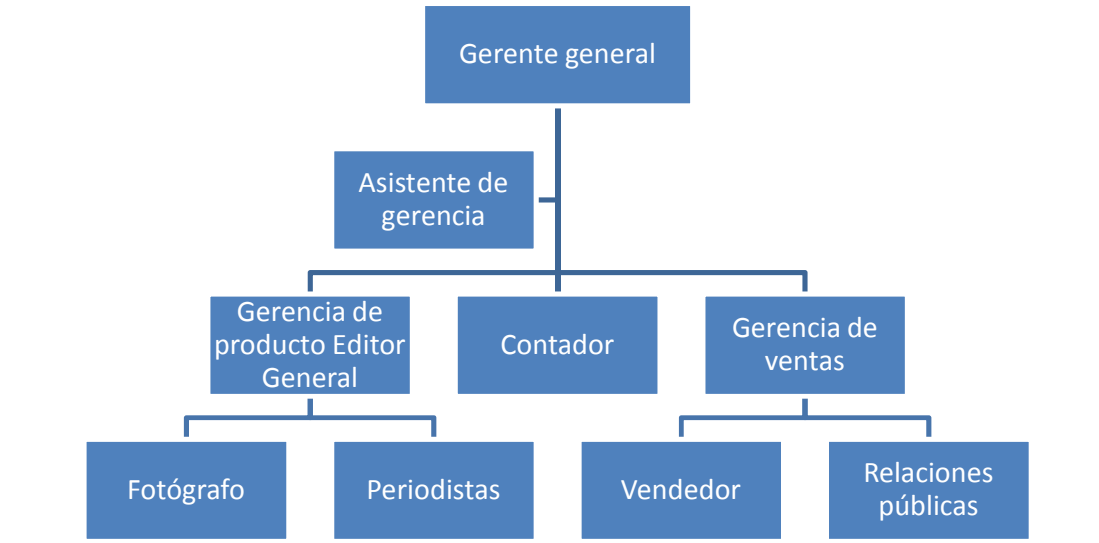 Gerente general
Asistente de
gerencia
Gerencia de
producto Editor
General
Contador
Gerencia de
ventas
Fotógrafo
Periodistas
Vendedor
Relaciones
públicas